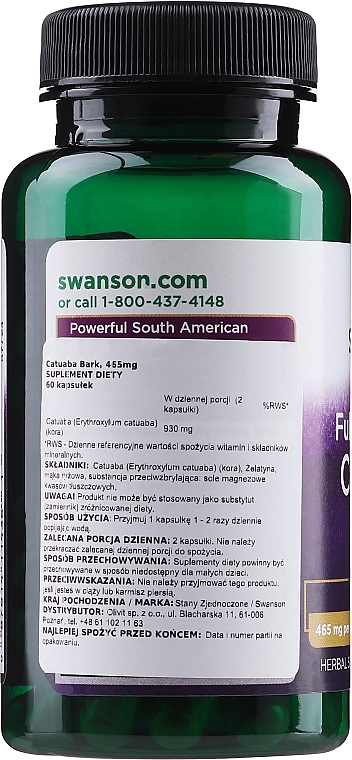 swanson.com
or call 1-800-437-4148
Powerful South American
Catuaba Bark, 465mg
SUPLEMENT DIETY
60 kapsułek
W dziennej porcji (2
kapsułki) %RWS*
Catuaba (Erythroxylum catuaba) 930 mg
(kora)
*RWS - Dzienne referencyjne wartości spożycia witamin i składników
mineralnych.
SKŁADNIKI: Catuaba (Erythroxylum catuaba) (kora), Żelatyna,
mąka ryżowa, substancja przeciwzbrylająca: sole magnezowe
kwasów tłuszczowych.
UWAGA! Produkt nie może być stosowany jako substytut
(zamiennik) zróżnicowanej diety.
SPOSÓB UŻYCIA: Przyjmuj 1 kapsułkę 1 - 2 razy dziennie
popijając wodą.
ZALECANA PORCJA DZIENNA: 2 kapsułki. Nie należy
przekraczać zalecanej dziennej porcji do spożycia.
SPOSÓB PRZECHOWYWANIA: Suplementy diety powinny być
przechowywane w sposób niedostępny dla małych dzieci.
PRZECIWWSKAZANIA: Nie należy przyjmować tego produktu,
jeśli jesteś w ciąży lub karmisz piersią.
KRAJ POCHODZENIA / MARKA: Stany Zjednoczone / Swanson
DYSTRYBUTOR: Olivit sp. z o.o., ul. Blacharska 11, 61-006
Poznań, tel. +48 61 102 11 63
NAJLEPIEJ SPOŻYĆ PRZED KOŃCEM: Data i numer partii na
opakowaniu.
465 mg pe
HERBAL S